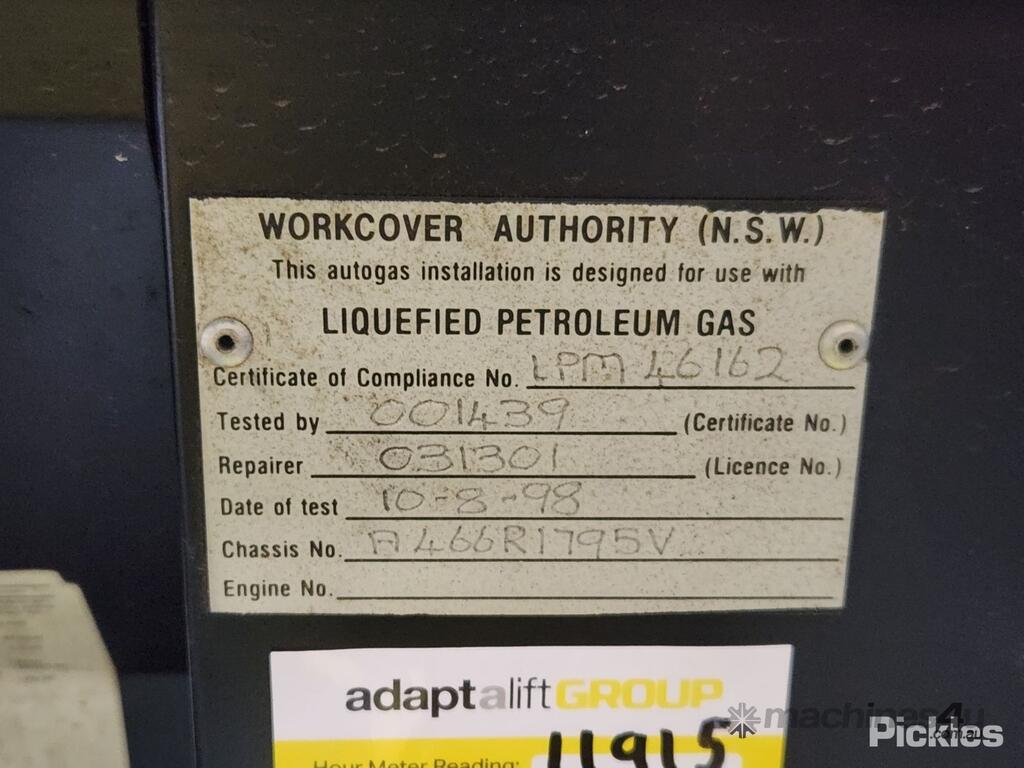 WORKCOVER AUTHORITY (N.S.W.)
This autogas installation is designed for use with
LIQUEFIED PETROLEUM GAS
Certificate of Compliance No. LPM 46162
Tested by 001439 (Certificate No.)
Repairer 031301 (Licence No.)
Date of test 10-8-98
Chassis No. A466R1795V
Engine No.
adaptaliftGROUP
machines4u
.com.au
Pickles
Hour Meter Reading: 11915